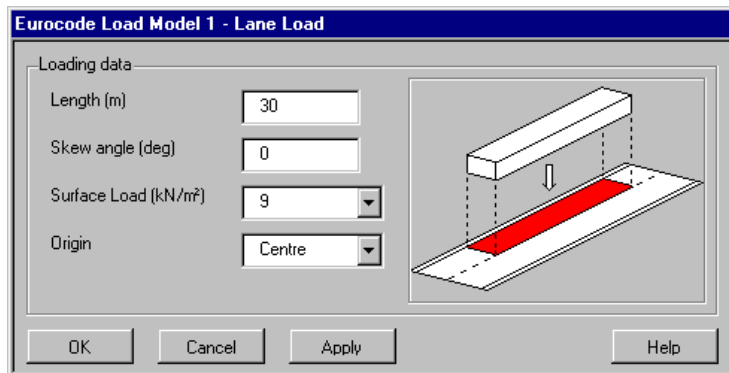 Eurocode Load Model 1 - Lane Load
Loading data
Length (m) 30
Skew angle (deg) 0
Surface Load (kN/m²) 9
Origin Centre
OK Cancel Apply Help